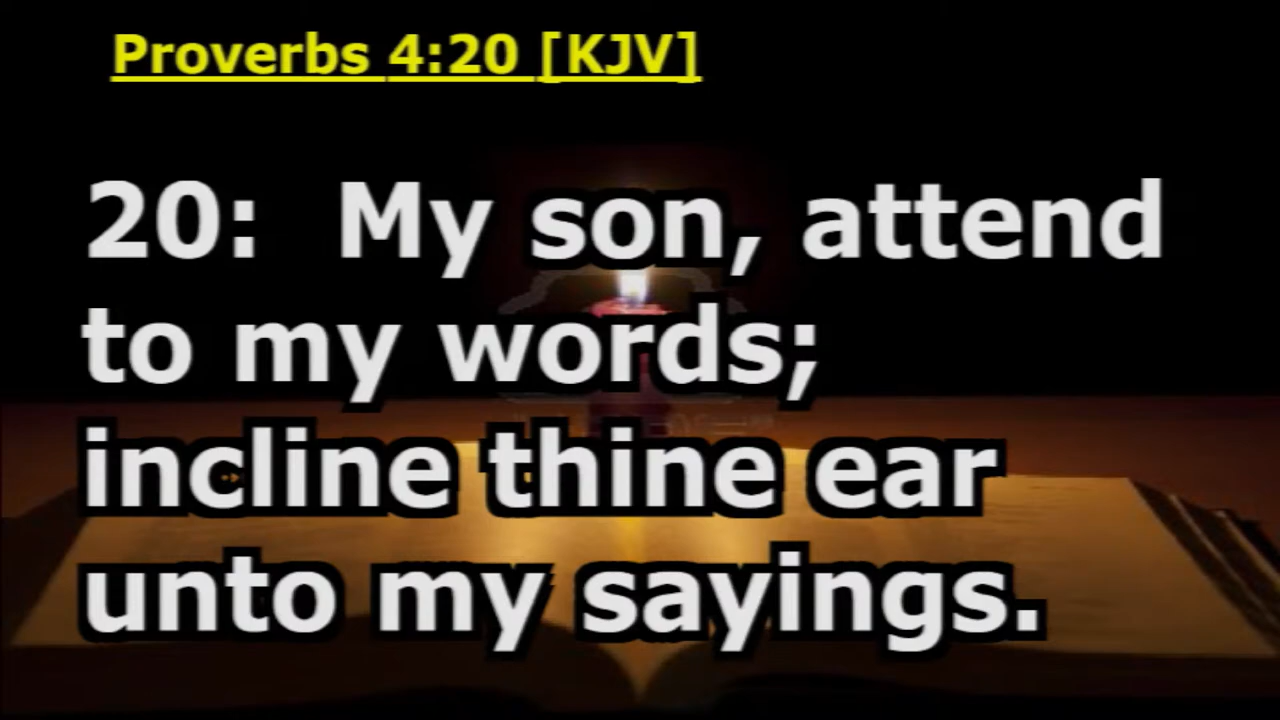 Proverbs 4:20 [KJV]
20: My son, attend
to my words;
incline thine ear
unto my sayings.